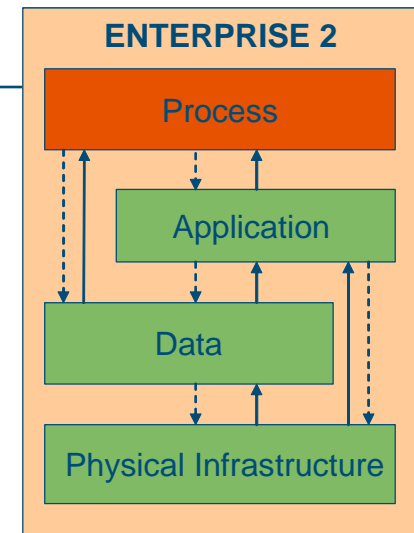 ENTERPRISE 2
Process
Application
Data
Physical Infrastructure